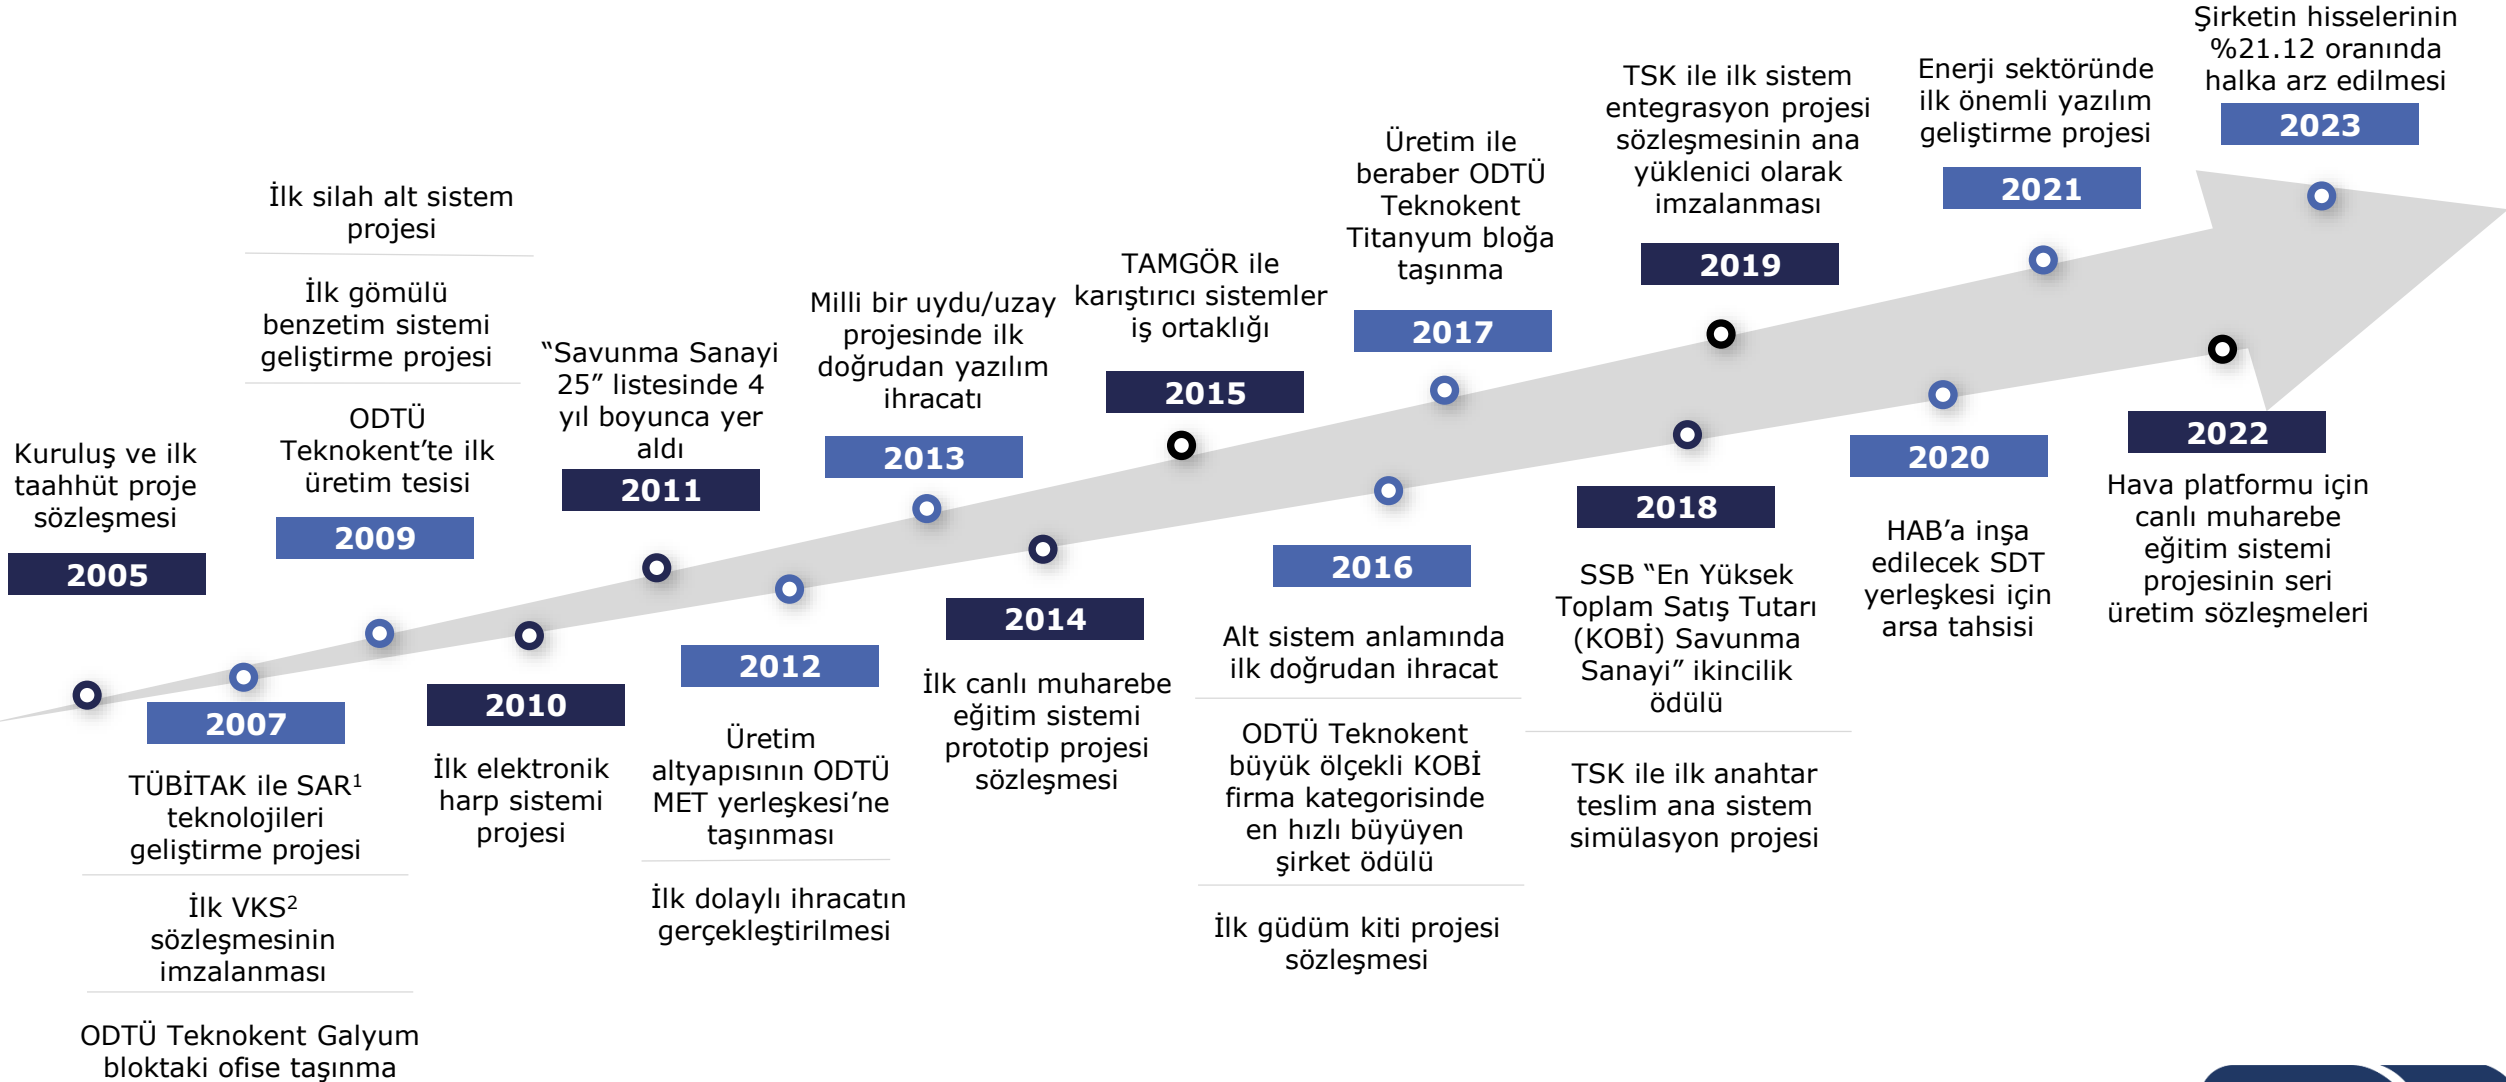 Kuruluş ve ilk
taahhüt proje
sözleşmesi
2005
2007
TÜBİTAK ile SAR¹
teknolojileri
geliştirme projesi
İlk VKS²
sözleşmesinin
imzalanması
ODTÜ Teknokent Galyum
bloktaki ofise taşınma
İlk silah alt sistem
projesi
İlk gömülü
benzetim sistemi
geliştirme projesi
ODTÜ
Teknokent’te ilk
üretim tesisi
2009
2010
İlk elektronik
harp sistemi
projesi
“Savunma Sanayi
25” listesinde 4
yıl boyunca yer
aldı
2011
2012
Üretim
altyapısının ODTÜ
MET yerleşkesi’ne
taşınması
İlk dolaylı ihracatın
gerçekleştirilmesi
Milli bir uydu/uzay
projesinde ilk
doğrudan yazılım
ihracatı
2013
2014
İlk canlı muharebe
eğitim sistemi
prototip projesi
sözleşmesi
TAMGÖR ile
karıştırıcı sistemler
iş ortaklığı
2015
2016
Alt sistem anlamında
ilk doğrudan ihracat
ODTÜ Teknokent
büyük ölçekli KOBİ
firma kategorisinde
en hızlı büyüyen
şirket ödülü
İlk güdüm kiti projesi
sözleşmesi
Üretim ile
beraber ODTÜ
Teknokent
Titanyum bloğa
taşınma
2017
2018
SSB “En Yüksek
Toplam Satış Tutarı
(KOBİ) Savunma
Sanayi” ikincilik
ödülü
TSK ile ilk anahtar
teslim ana sistem
simülasyon projesi
TSK ile ilk sistem
entegrasyon projesi
sözleşmesinin ana
yüklenici olarak
imzalanması
2019
2020
HAB’a inşa
edilecek SDT
yerleşkesi için
arsa tahsisi
Enerji sektöründe
ilk önemli yazılım
geliştirme projesi
2021
2022
Hava platformu için
canlı muharebe
eğitim sistemi
projesinin seri
üretim sözleşmeleri
Şirketin hisselerinin
%21.12 oranında
halka arz edilmesi
2023